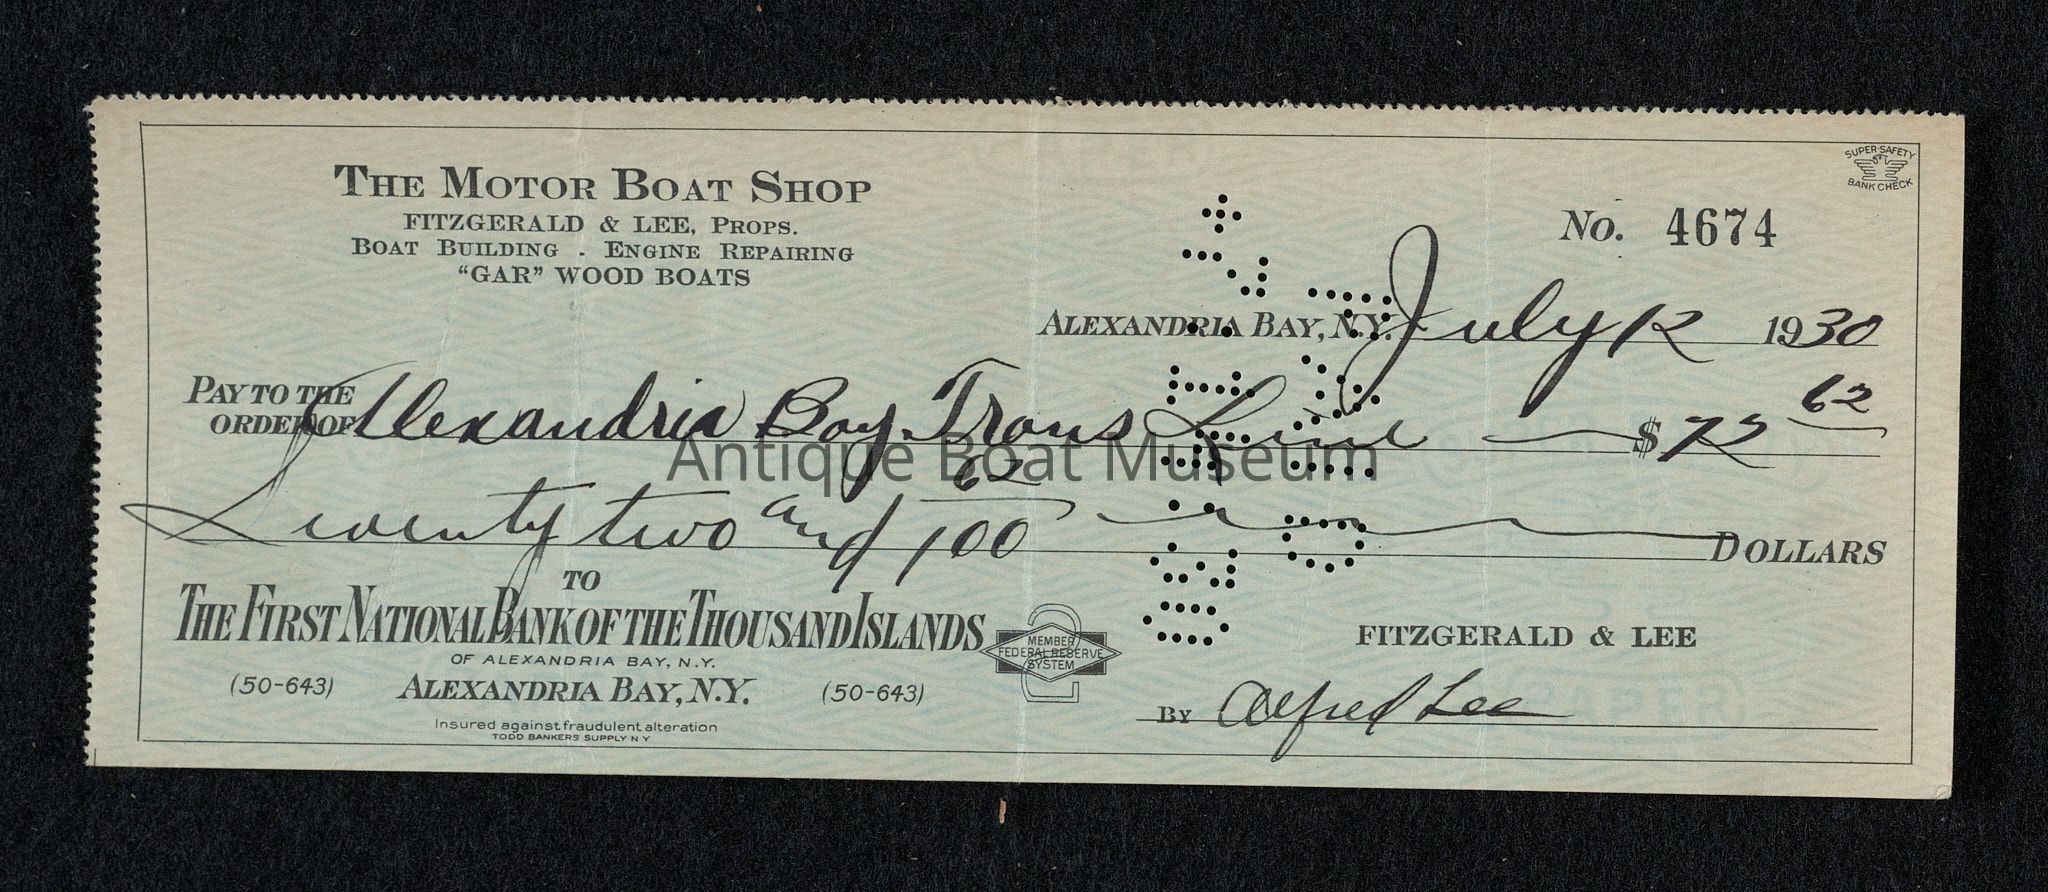 THE MOTOR BOAT SHOP
FITZGERALD & LEE, PROPS.
BOAT BUILDING - ENGINE REPAIRING
"GAR" WOOD BOATS
SUPER-SAFETY
BANK CHECK
No. 4674
ALEXANDRIA BAY, N.Y. July 12 1930
PAY TO THE
ORDER OF Alexandria Bay Trans Line $72 62
Antique Boat Museum
Seventy two and 62/100 DOLLARS
TO
THE FIRST NATIONAL BANK OF THE THOUSAND ISLANDS
OF ALEXANDRIA BAY, N.Y.
(50-643) ALEXANDRIA BAY, N.Y. (50-643)
MEMBER
FEDERAL RESERVE
SYSTEM
FITZGERALD & LEE
BY Alfred Lee
Insured against fraudulent alteration
TODD BANKERS SUPPLY N Y